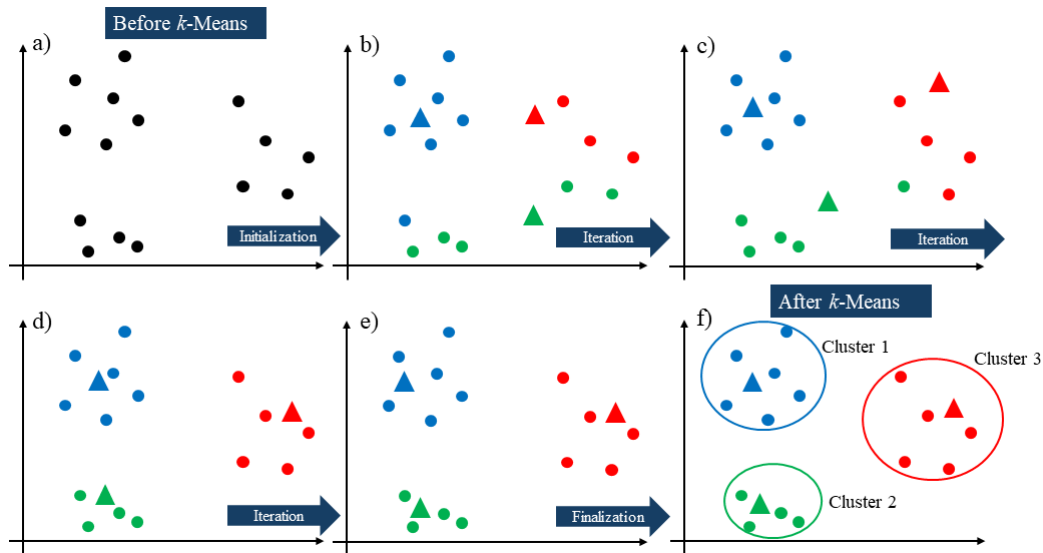 Before k-Means
a)
b)
c)
Initialization
Iteration
Iteration
After k-Means
d)
e)
f)
Cluster 1
Cluster 3
Cluster 2
Iteration
Finalization